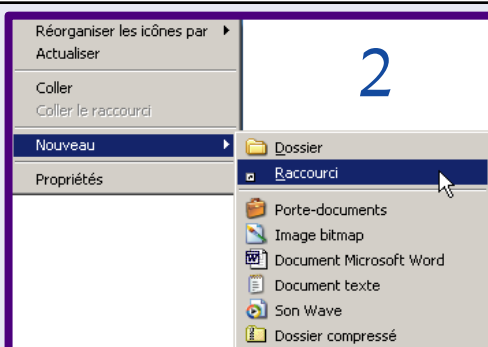 Réorganiser les icônes par
Actualiser
2
Coller
Coller le raccourci
Nouveau
Propriétés
Dossier
Raccourci
Porte-documents
Image bitmap
Document Microsoft Word
Document texte
Son Wave
Dossier compressé